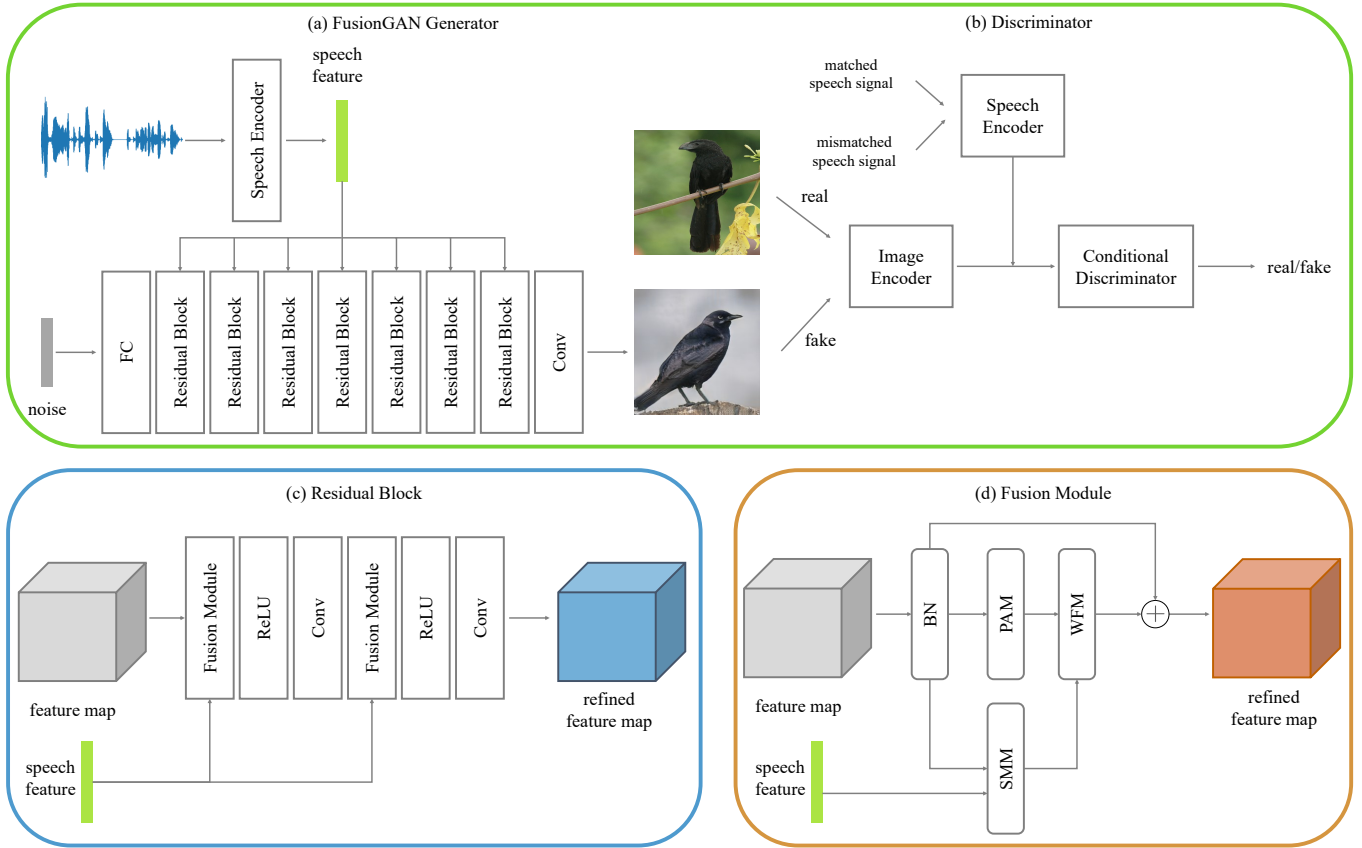 (a) FusionGAN Generator
speech
feature
Speech Encoder
noise
FC
Residual Block
Residual Block
Residual Block
Residual Block
Residual Block
Residual Block
Residual Block
Conv
(b) Discriminator
matched
speech signal
mismatched
speech signal
Speech
Encoder
real
fake
Image
Encoder
Conditional
Discriminator
real/fake
(c) Residual Block
feature map
speech
feature
Fusion Module
ReLU
Conv
Fusion Module
ReLU
Conv
refined
feature map
(d) Fusion Module
feature map
speech
feature
BN
PAM
WFM
SMM
refined
feature map